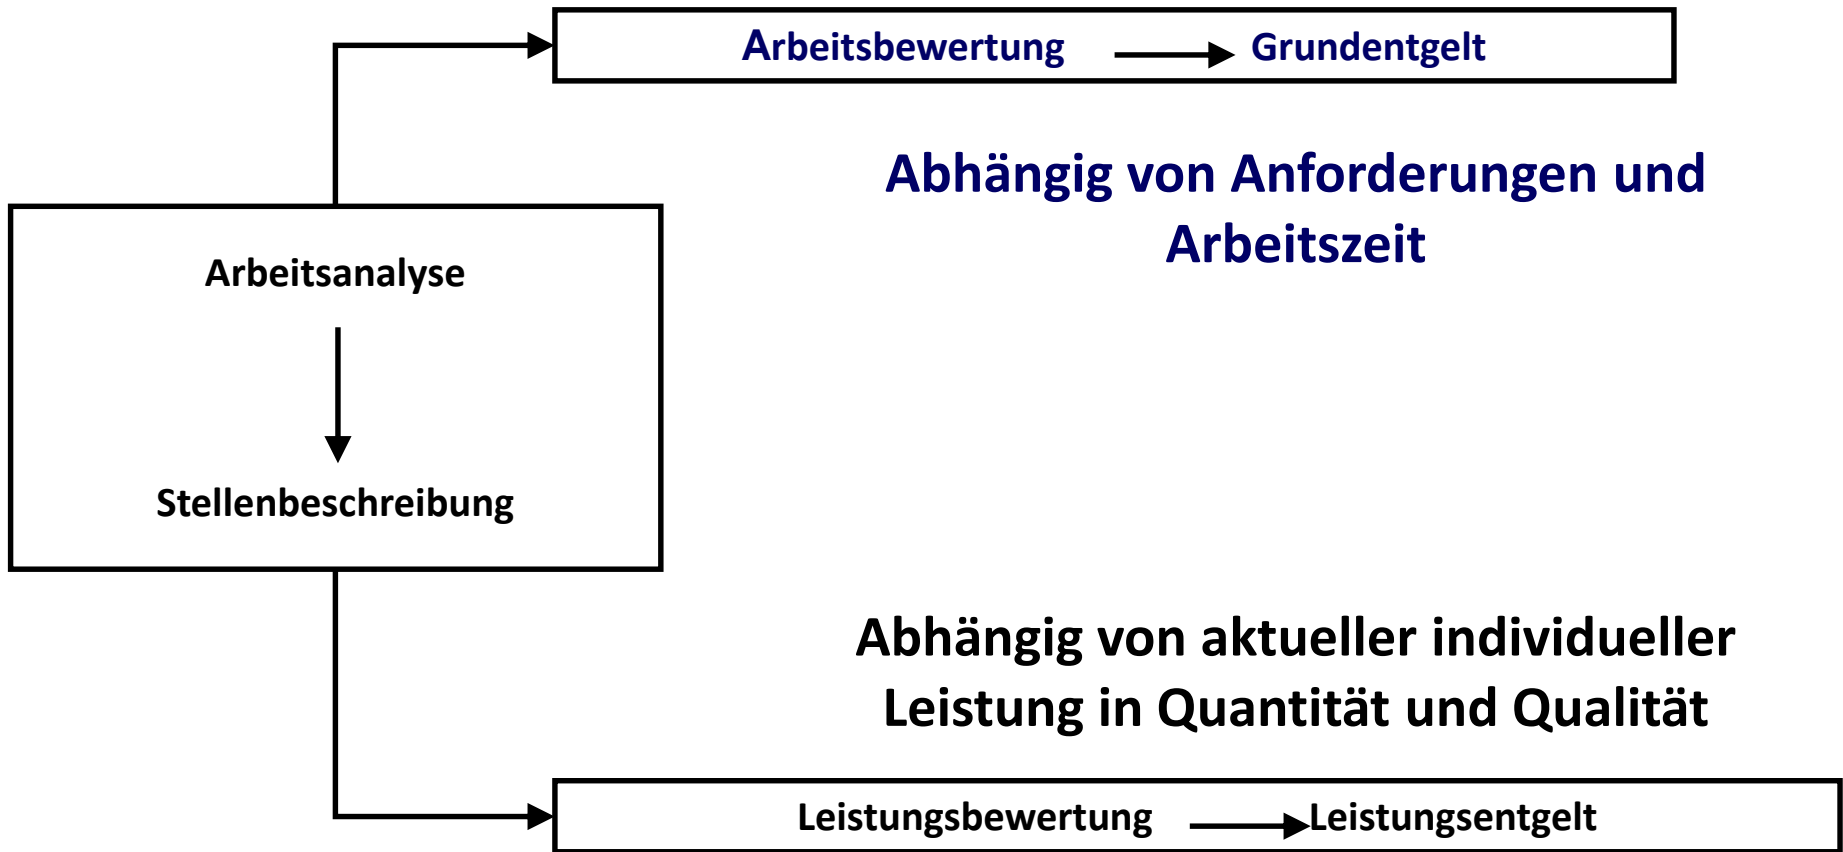 Arbeitsbewertung Grundentgelt
Abhängig von Anforderungen und
Arbeitszeit
Arbeitsanalyse
Stellenbeschreibung
Abhängig von aktueller individueller
Leistung in Quantität und Qualität
Leistungsbewertung Leistungsentgelt